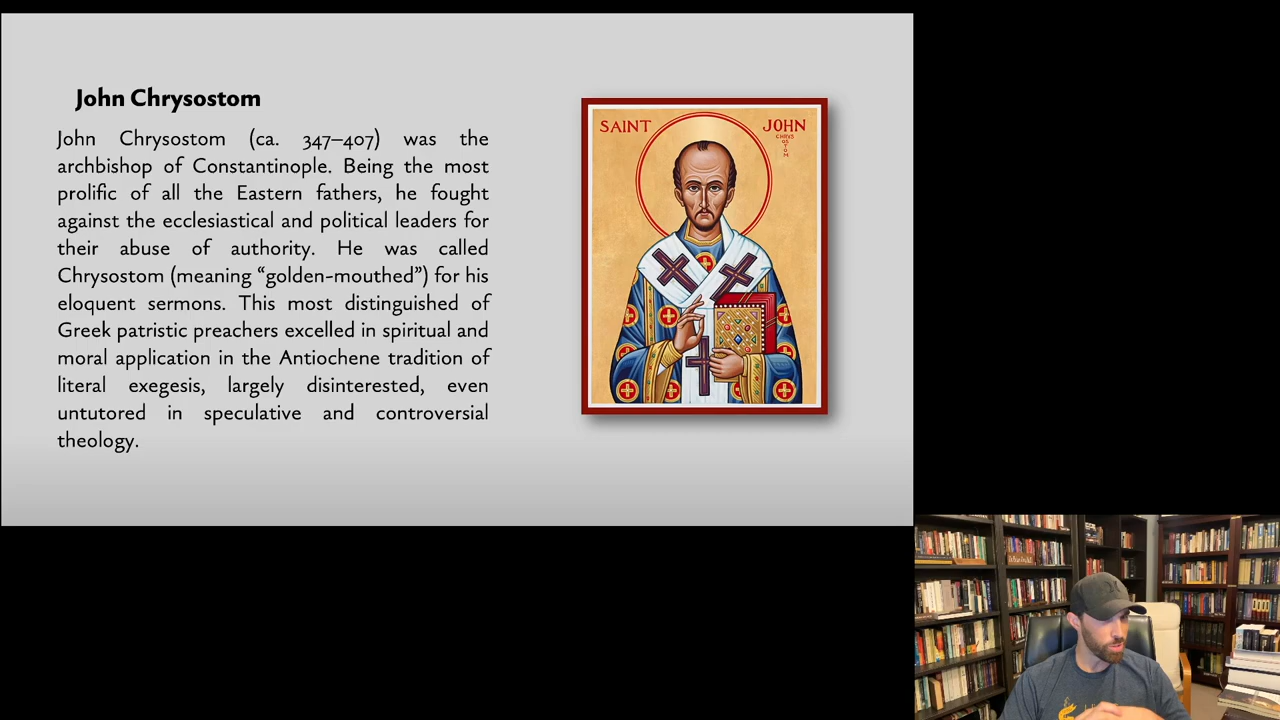 John Chrysostom
John Chrysostom (ca. 347–407) was the
archbishop of Constantinople. Being the most
prolific of all the Eastern fathers, he fought
against the ecclesiastical and political leaders for
their abuse of authority. He was called
Chrysostom (meaning “golden-mouthed”) for his
eloquent sermons. This most distinguished of
Greek patristic preachers excelled in spiritual and
moral application in the Antiochene tradition of
literal exegesis, largely disinterested, even
untutored in speculative and controversial
theology.
SAINT JOHN
CHRYS
OS
T
O
M